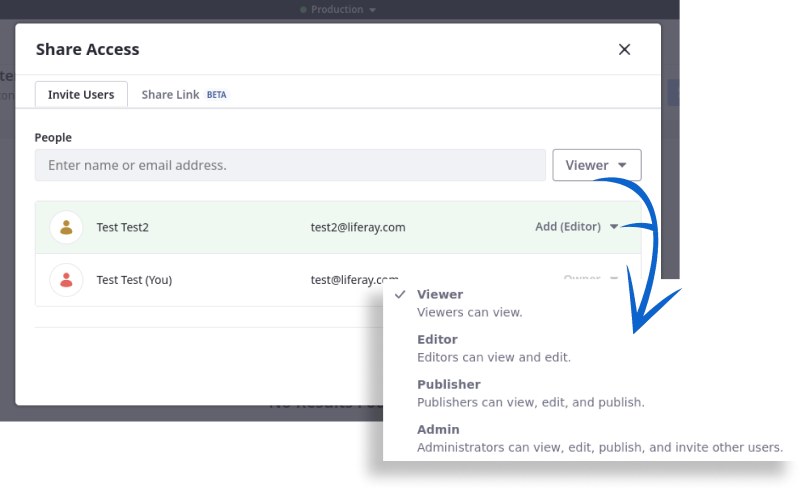 Production
Share Access
Invite Users Share Link BETA
People
Enter name or email address. Viewer
Test Test2 test2@liferay.com Add (Editor)
Test Test (You) test@liferay.com Owner
Viewer
Viewers can view.
Editor
Editors can view and edit.
Publisher
Publishers can view, edit, and publish.
Admin
Administrators can view, edit, publish, and invite other users.
No Results